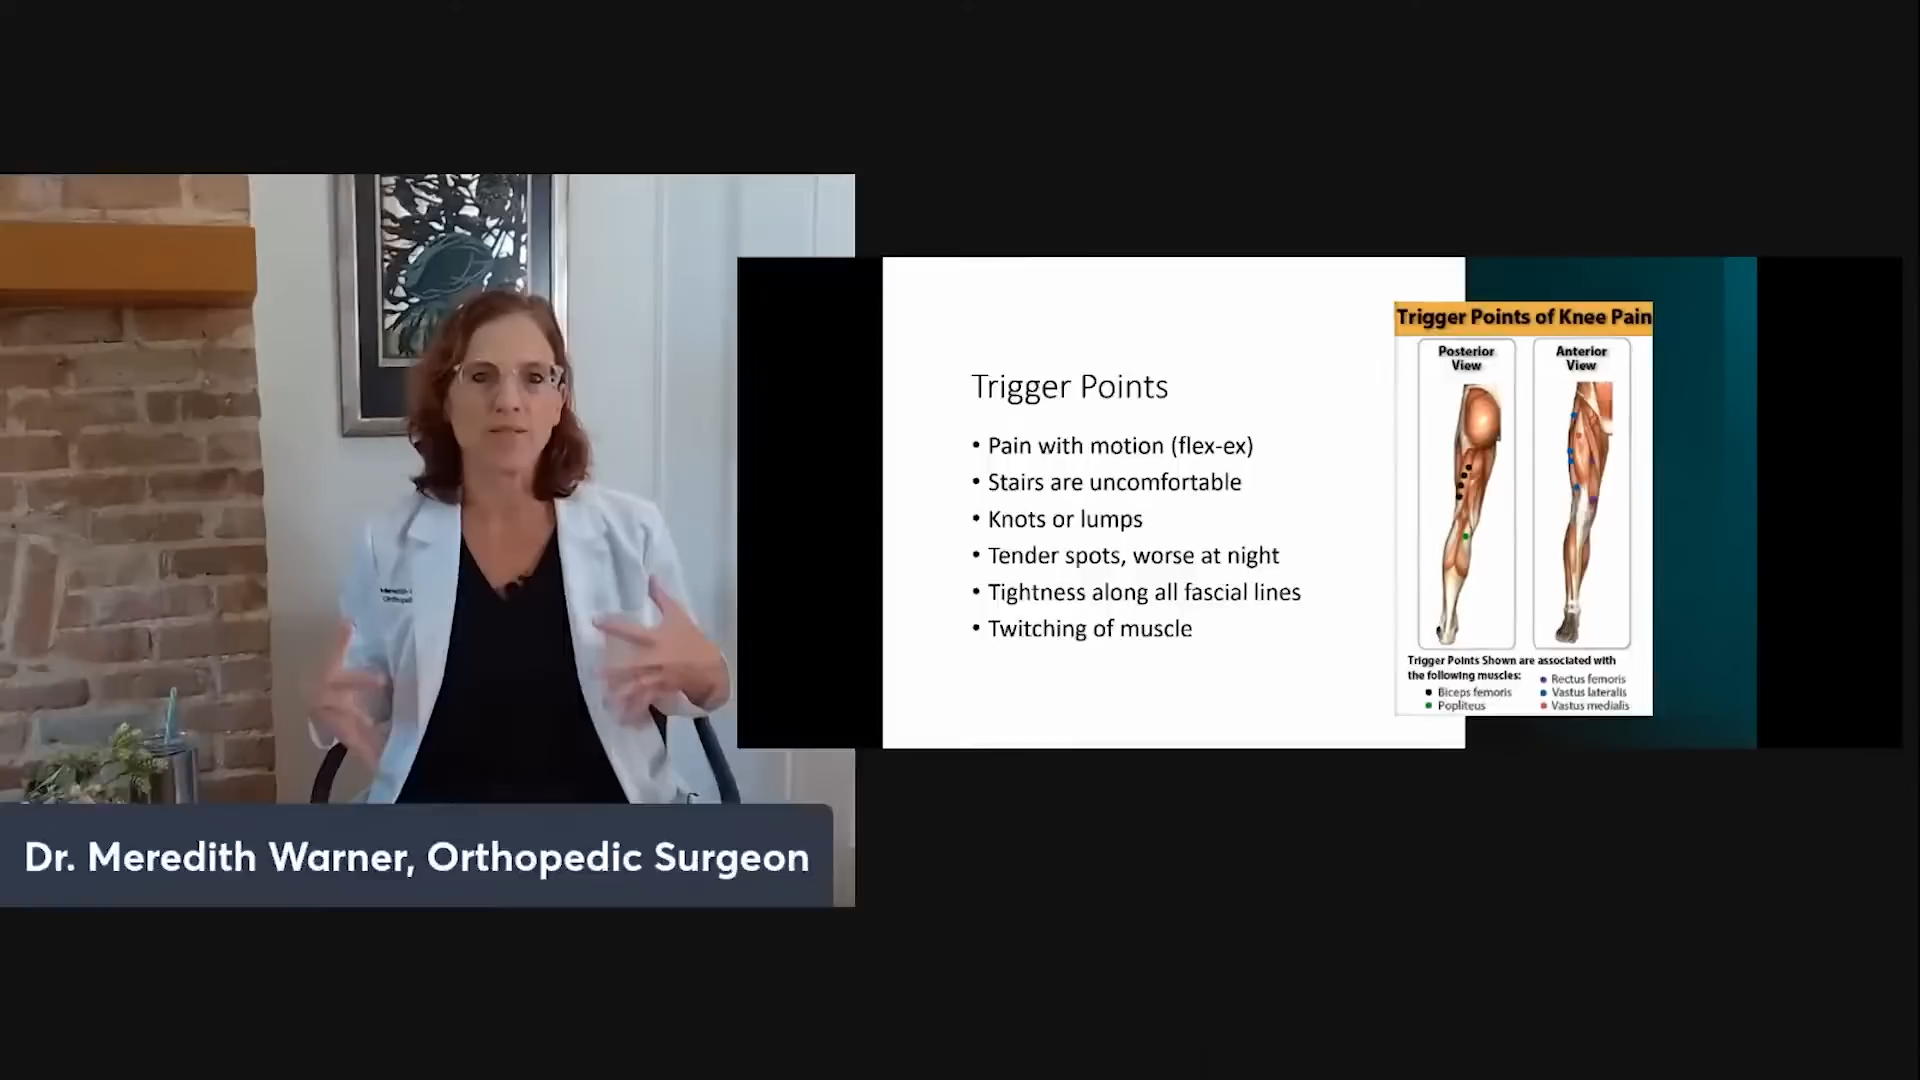 Meredith
Orthoped
Dr. Meredith Warner, Orthopedic Surgeon
Trigger Points
• Pain with motion (flex-ex)
• Stairs are uncomfortable
• Knots or lumps
• Tender spots, worse at night
• Tightness along all fascial lines
• Twitching of muscle
Trigger Points of Knee Pain
Posterior
View
Anterior
View
Trigger Points Shown are associated with
the following muscles:
Biceps femoris
Popliteus
Rectus femoris
Vastus lateralis
Vastus medialis